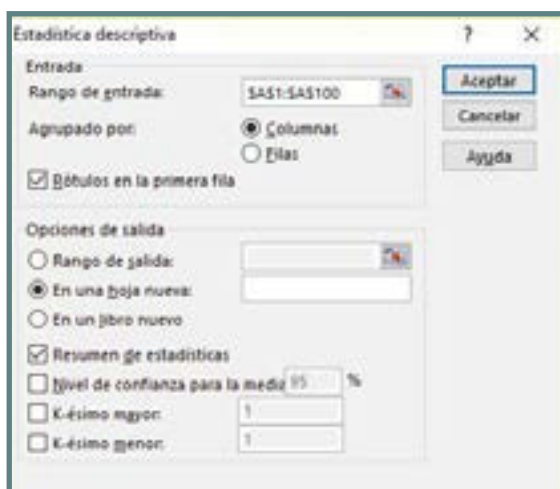 Estadística descriptiva
?
Entrada
Rango de entrada:
$A$1:$A$100
Agrupado por:
Columnas
Filas
Rótulos en la primera fila
Aceptar
Cancelar
Ayuda
Opciones de salida
Rango de salida:
En una hoja nueva:
En un libro nuevo
Resumen de estadísticas
Nivel de confianza para la media
95
%
K-ésimo mayor:
1
K-ésimo menor:
1